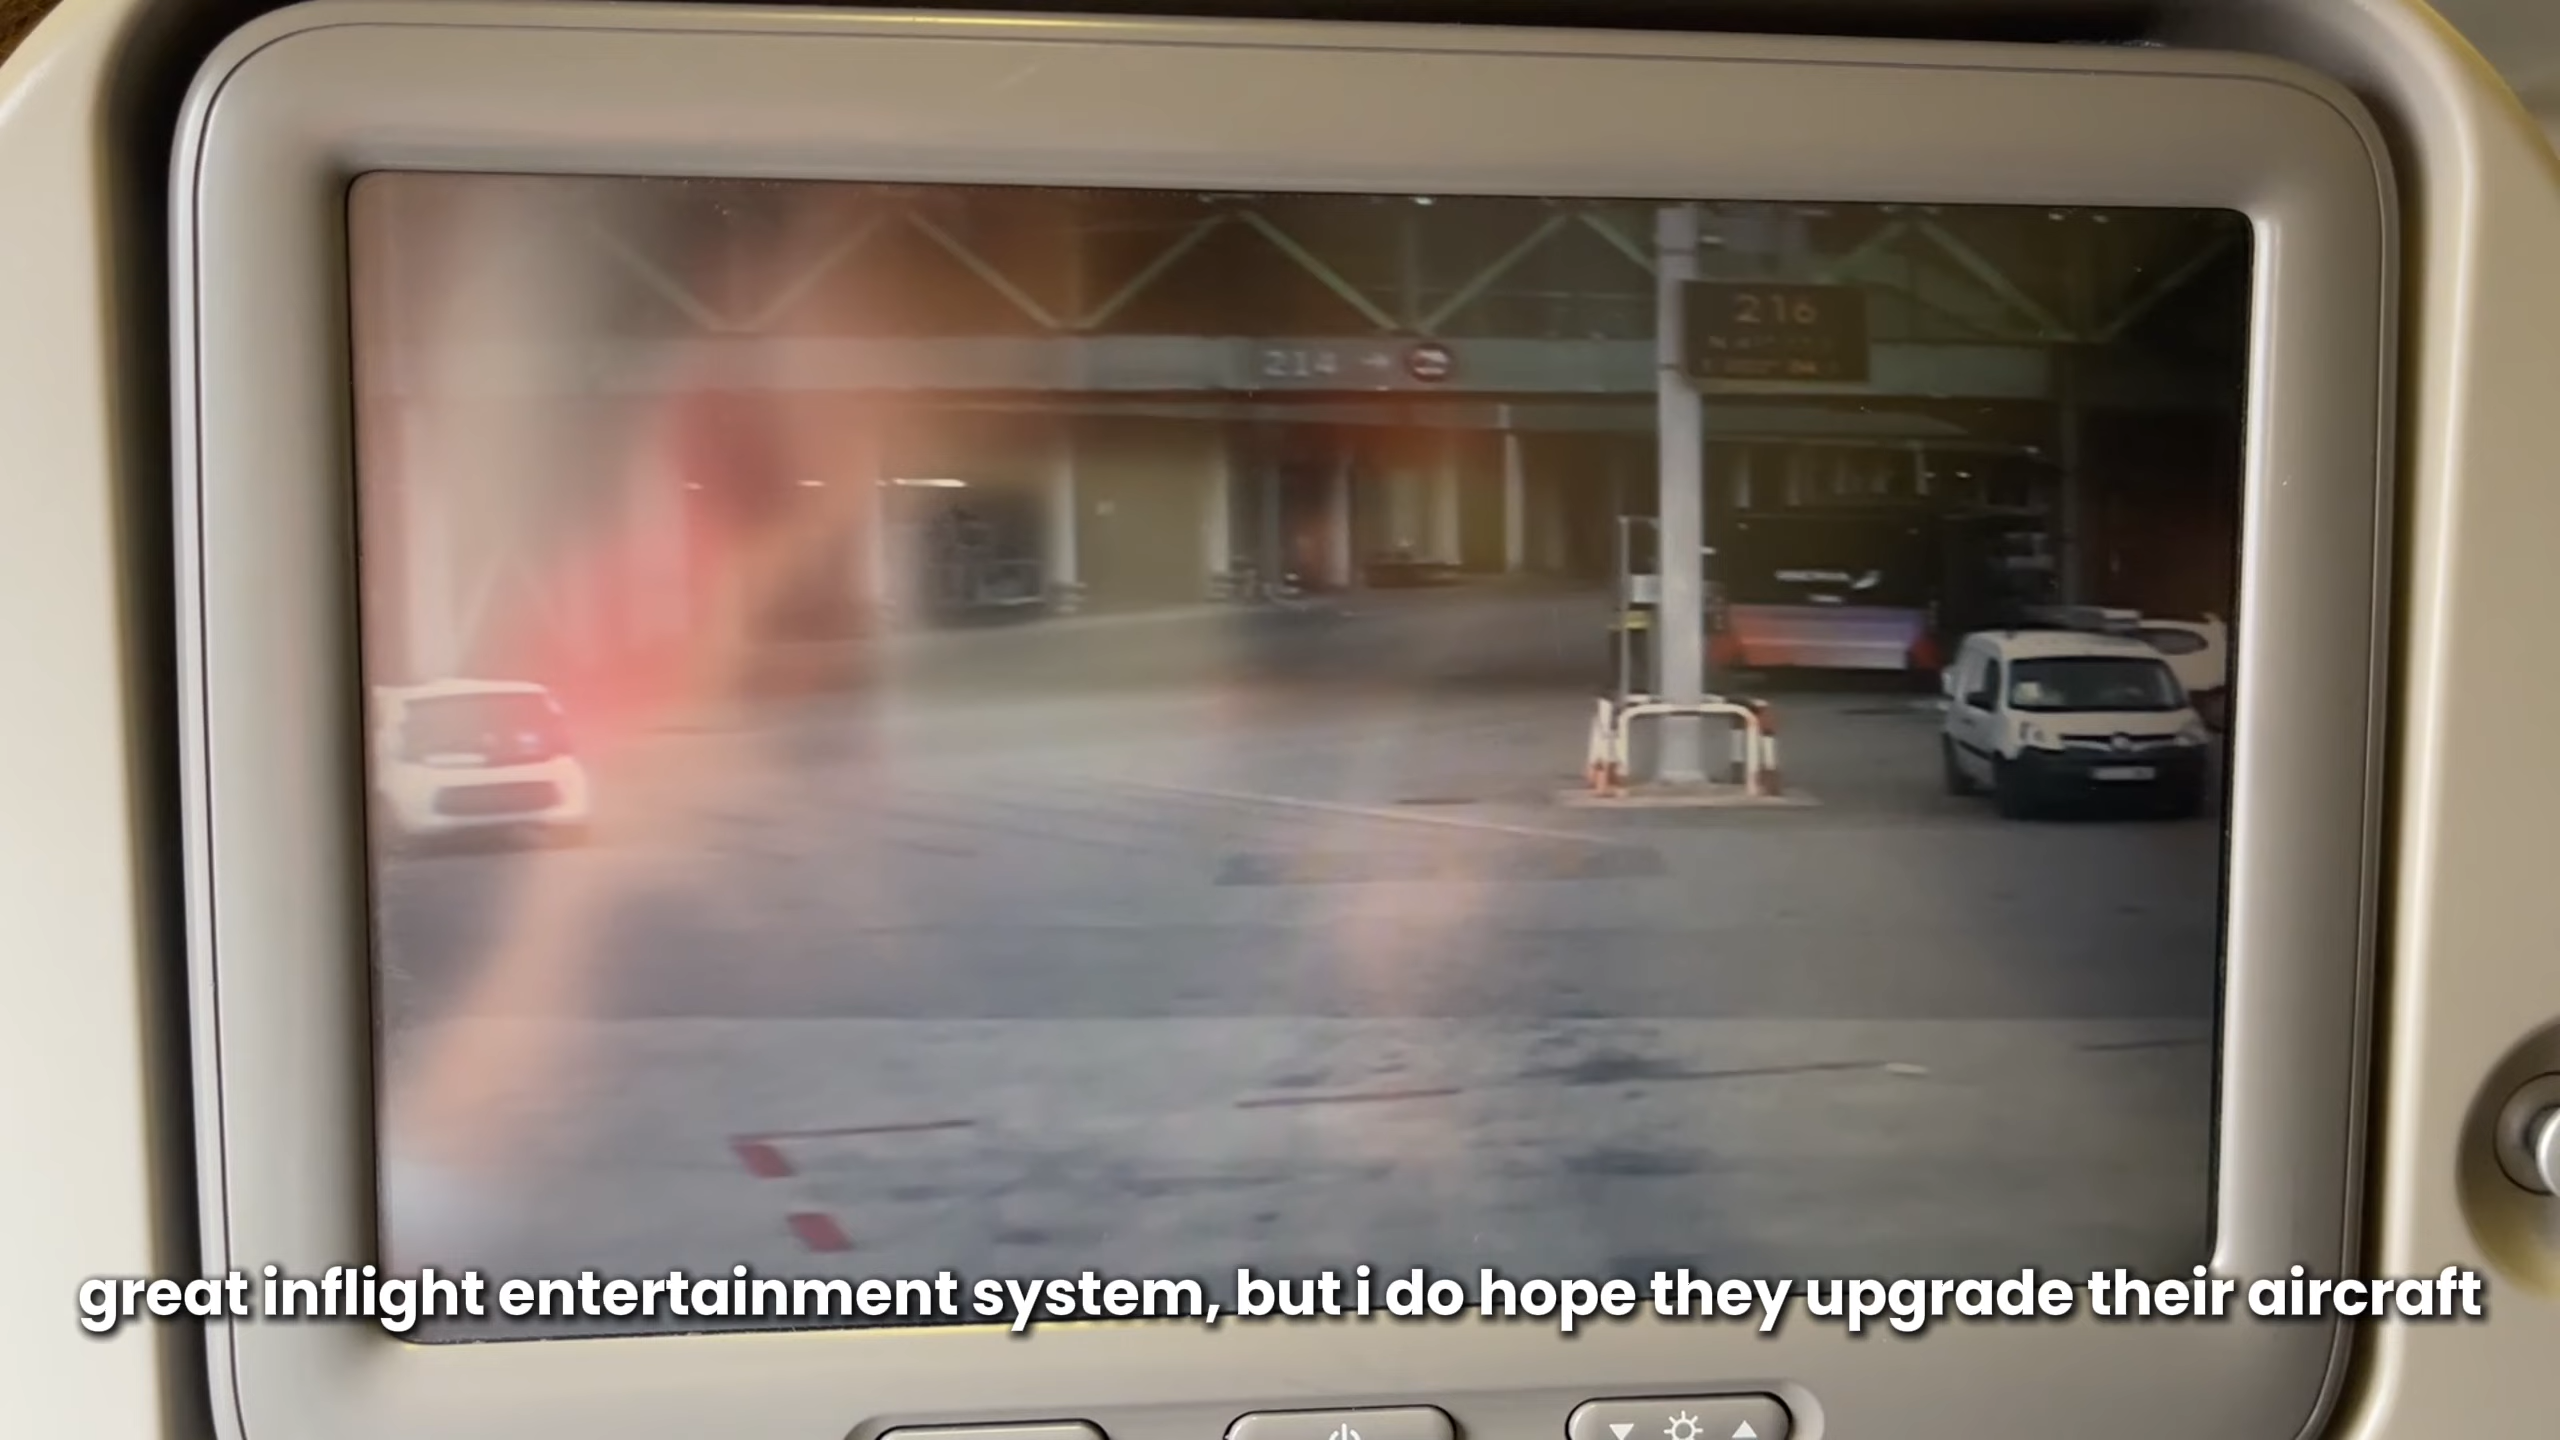 216
214
great inflight entertainment system, but i do hope they upgrade their aircraft